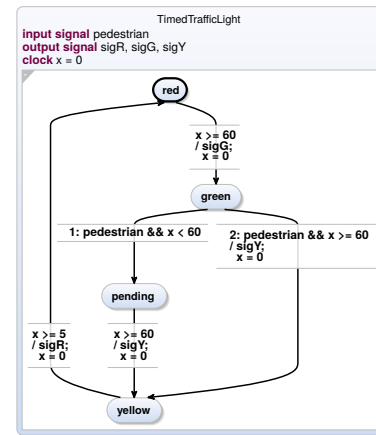 TimedTrafficLight
input signal pedestrian
output signal sigR, sigG, sigY
clock x = 0
red
x >= 60
/ sigG;
x = 0
green
1: pedestrian && x < 60
2: pedestrian && x >= 60
/ sigY;
x = 0
pending
x >= 5
/ sigR;
x = 0
x >= 60
/ sigY;
x = 0
yellow